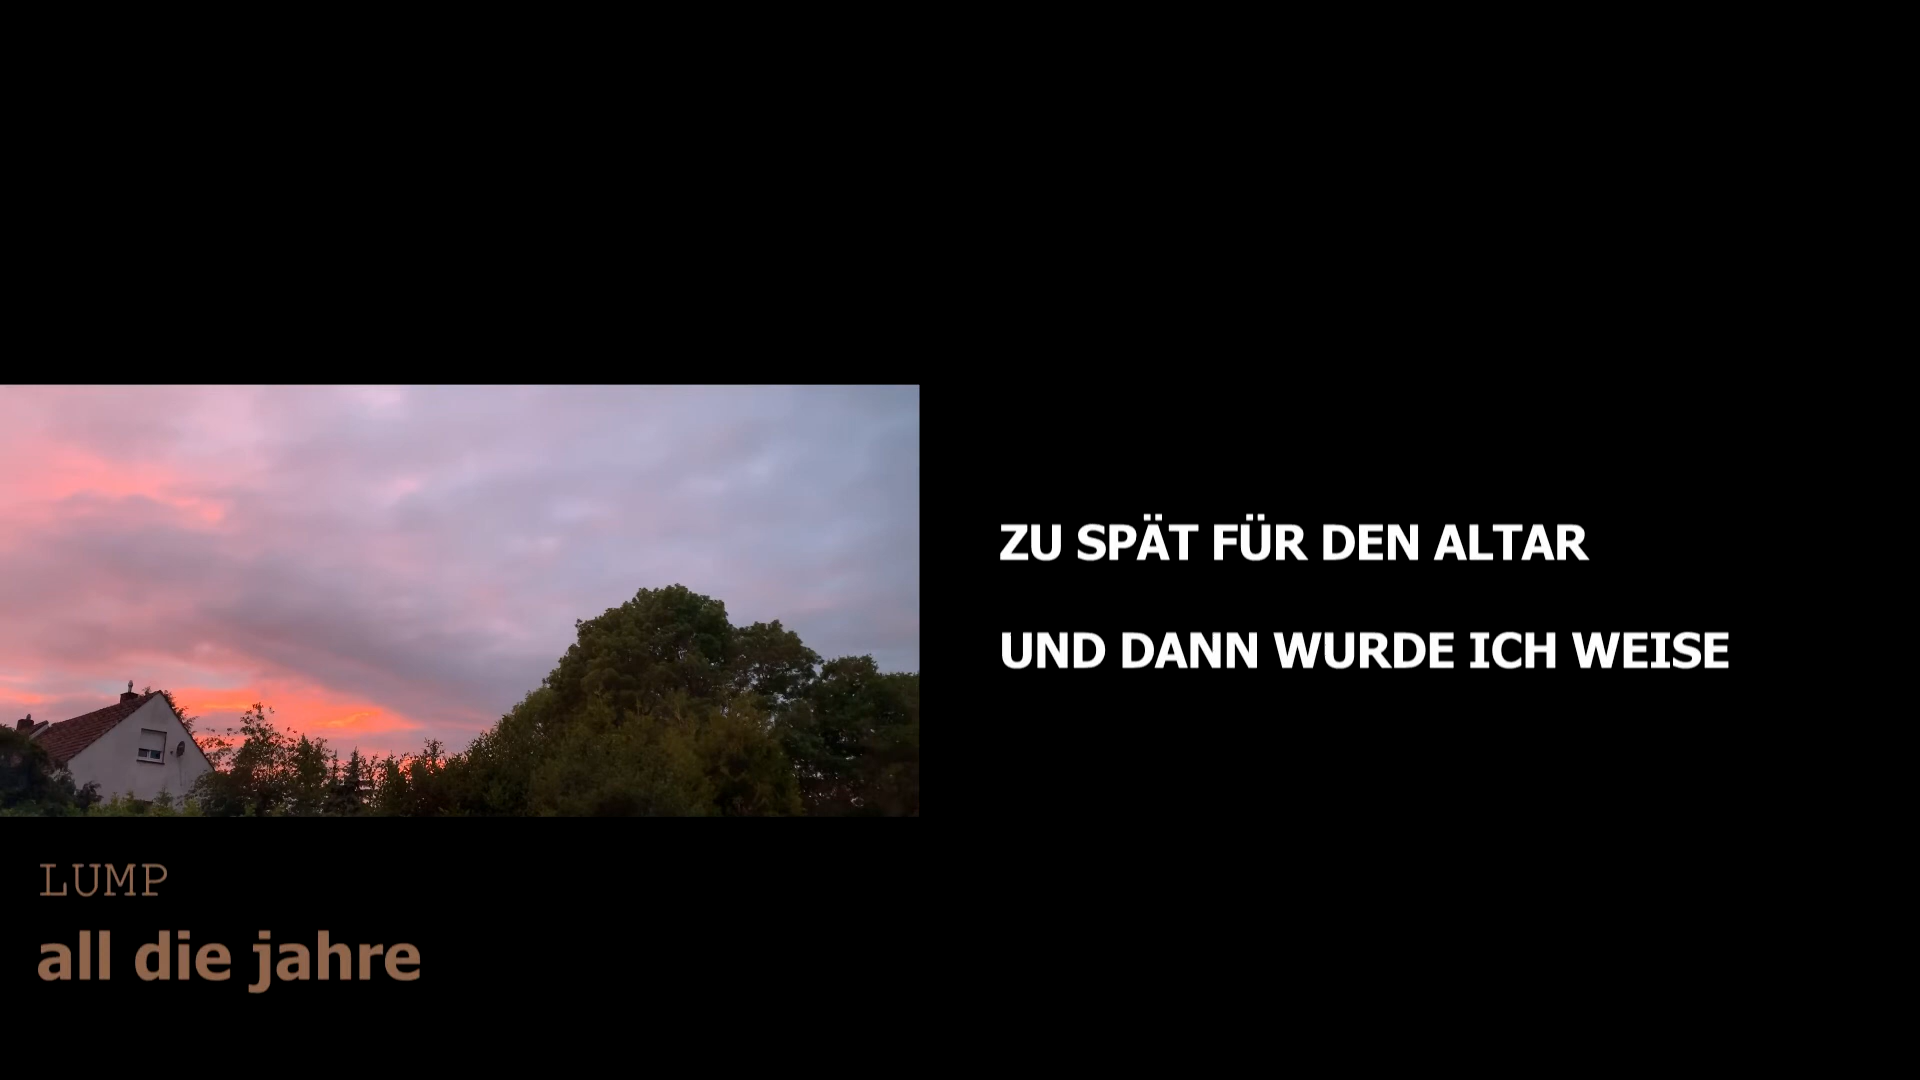 ZU SPÄT FÜR DEN ALTAR
UND DANN WURDE ICH WEISE
LUMP
all die jahre